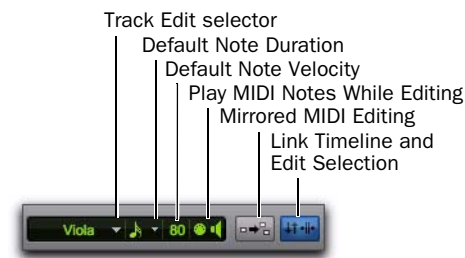 Track Edit selector
Default Note Duration
Default Note Velocity
Play MIDI Notes While Editing
Mirrored MIDI Editing
Link Timeline and
Edit Selection
Viola 80